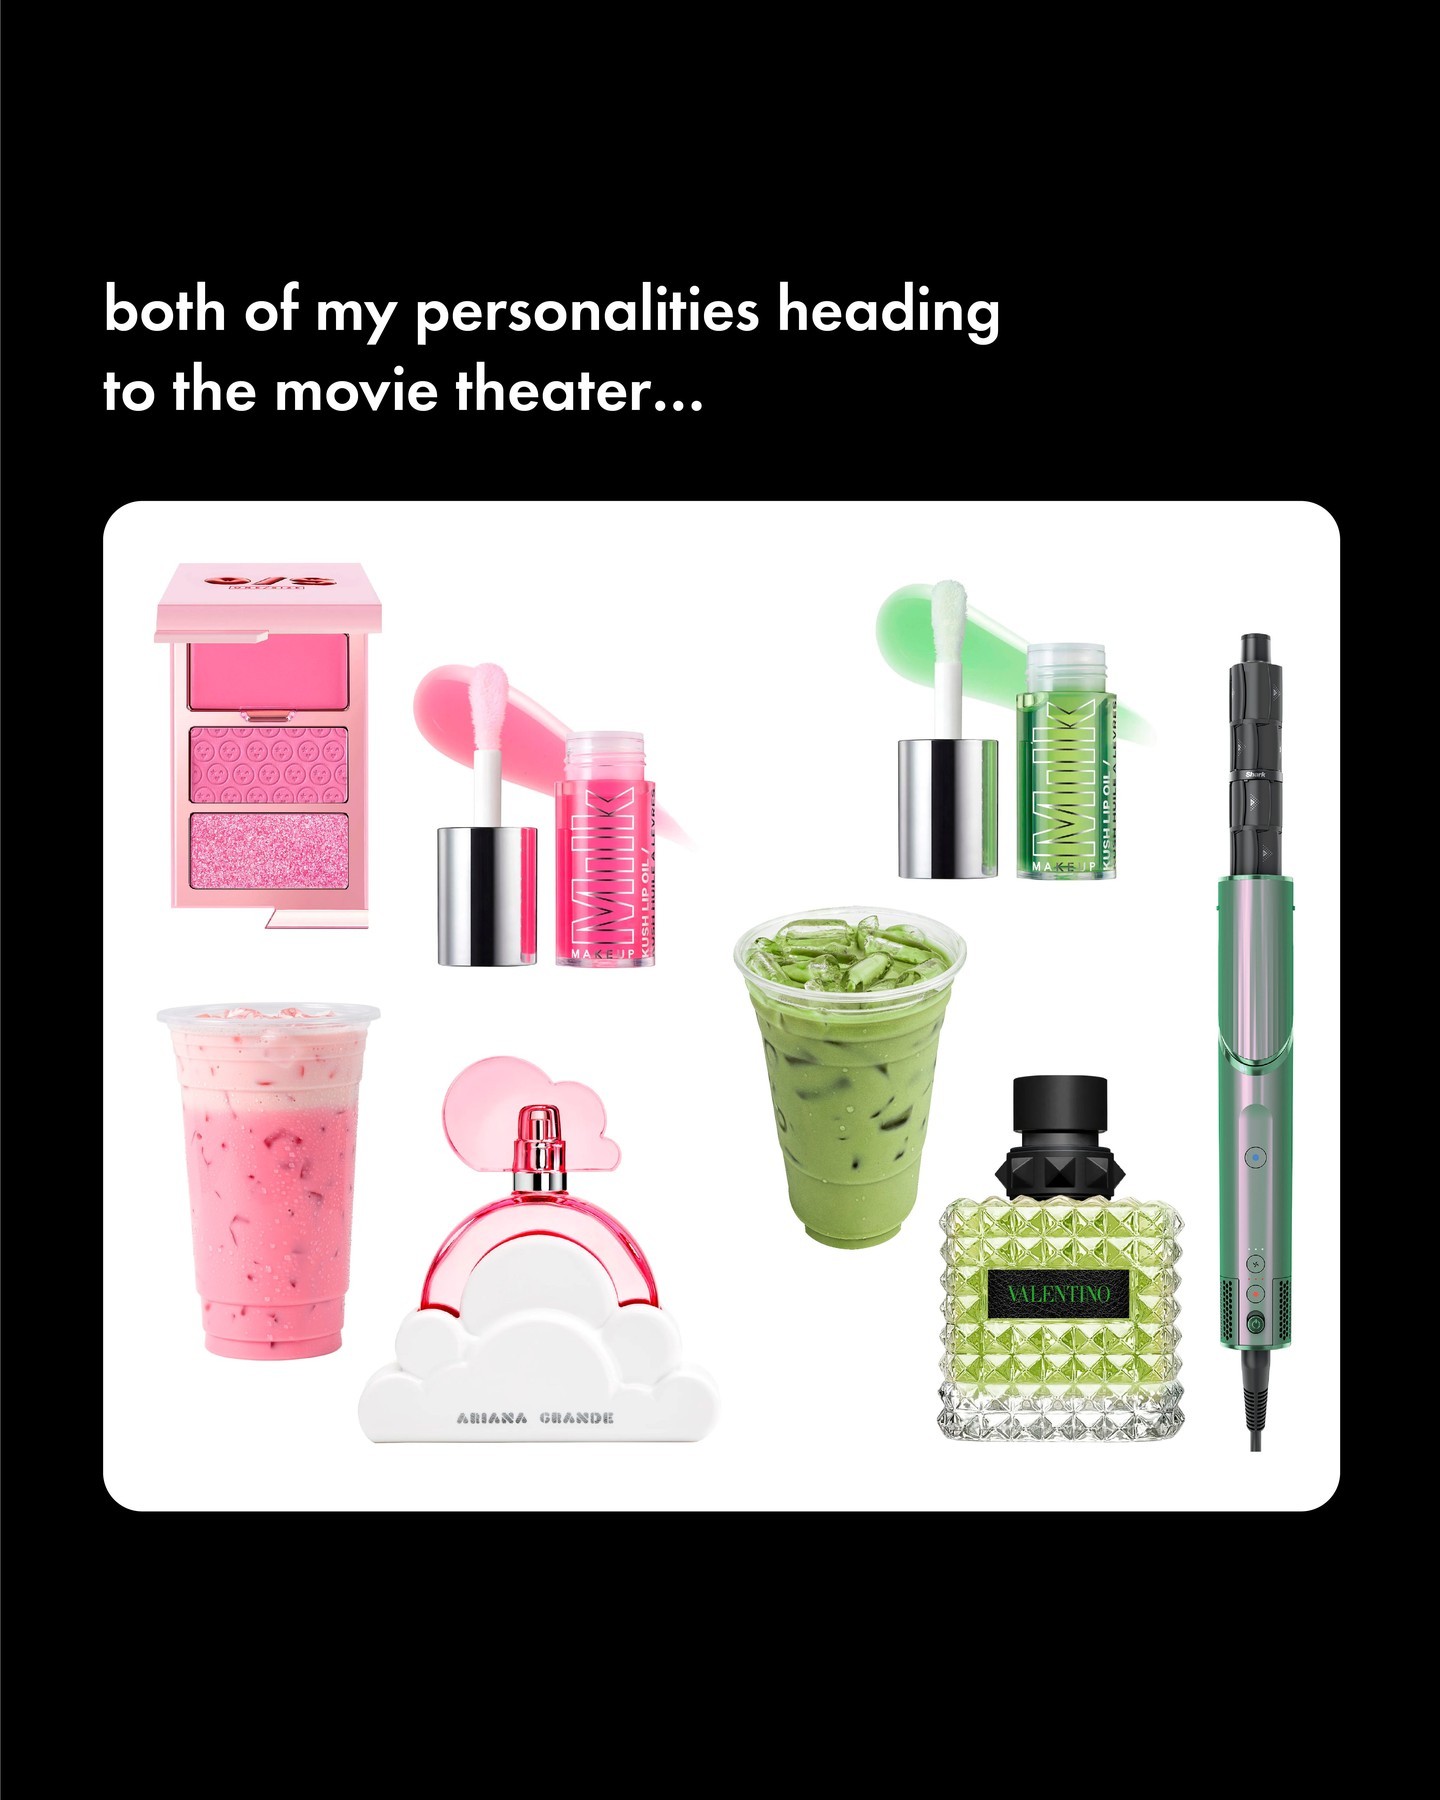 both of my personalities heading
to the movie theater...
o/s
Milk
MAKEUP
KUSH LIP OIL /
Milk
MAKEUP
KUSH LIP OIL /
Shark
ARIANA GRANDE
VALENTINO